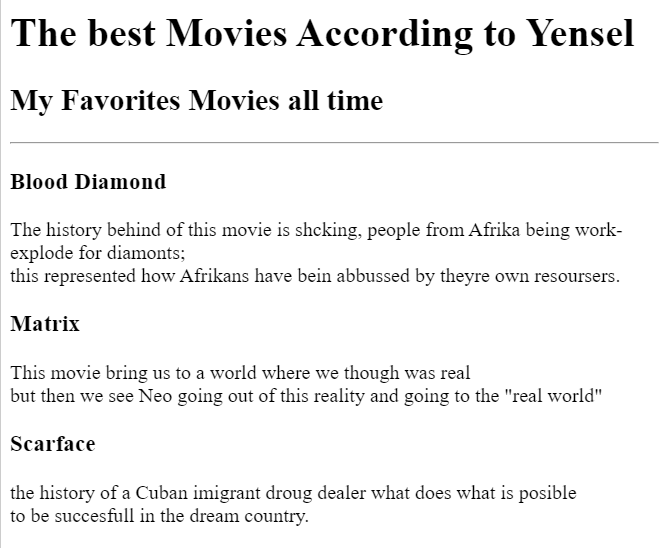 The best Movies According to Yensel
My Favorites Movies all time
Blood Diamond
The history behind of this movie is shcking, people from Afrika being work-
explode for diamonts;
this represented how Afrikans have bein abbussed by theyre own resoursers.
Matrix
This movie bring us to a world where we though was real
but then we see Neo going out of this reality and going to the "real world"
Scarface
the history of a Cuban imigrant droug dealer what does what is posible
to be succesfull in the dream country.